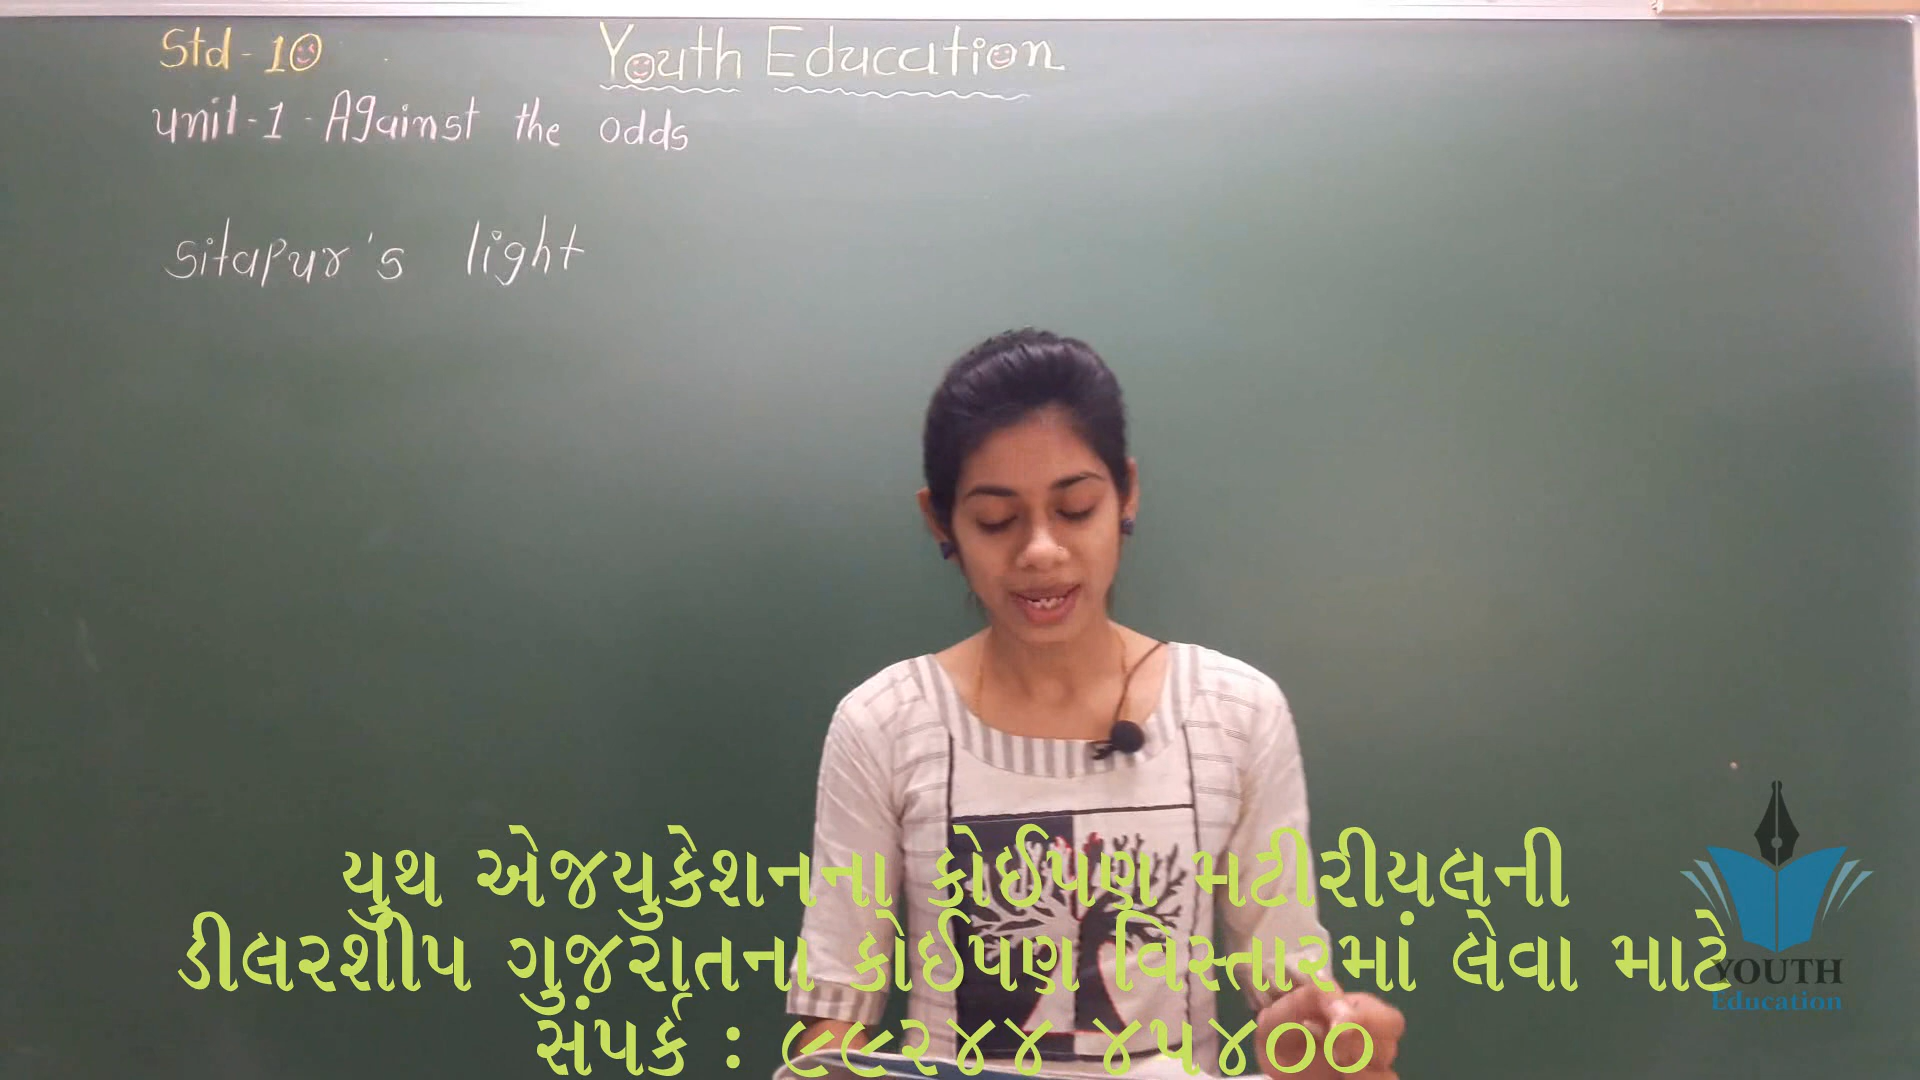 Std - 10
Youth Education
unit - 1 - Against the odds
sitapur's light
યુથ એજયુકેશનના કોઈપણ મટીરીયલની
ડીલરશીપ ગુજરાતના કોઈપણ વિસ્તારમાં લેવા માટે
સંપર્ક : ૯૯૨૪૪ ૪૫૪૦૦
YOUTH
Education